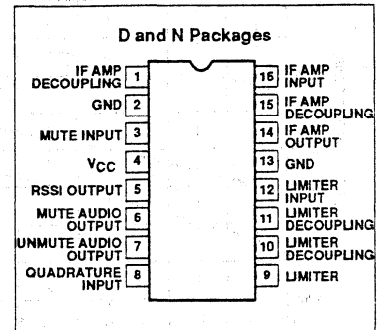 D and N Packages
IF AMP
DECOUPLING 1
GND 2
MUTE INPUT 3
VCC 4
RSSI OUTPUT 5
MUTE AUDIO
OUTPUT 6
UNMUTE AUDIO
OUTPUT 7
QUADRATURE
INPUT 8
16 IF AMP
INPUT
15 IF AMP
DECOUPLING
14 IF AMP
OUTPUT
13 GND
12 LIMITER
INPUT
11 LIMITER
DECOUPLING
10 LIMITER
DECOUPLING
9 LIMITER